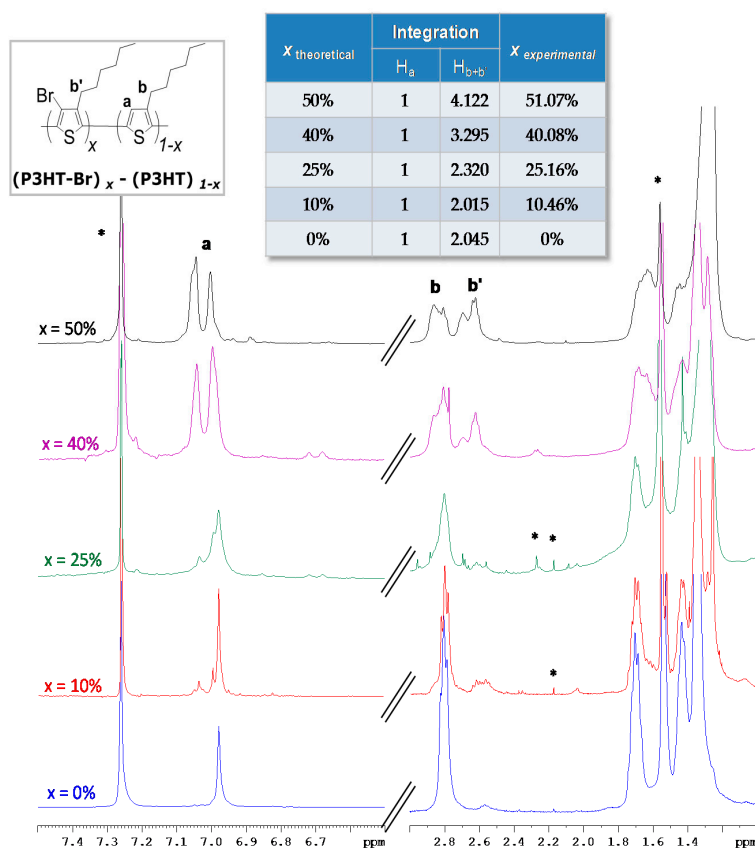 b' b
Br a
S S
x 1-x
(P3HT-Br) x - (P3HT) 1-x
x theoretical Integration x experimental
Ha Hb+b'
50% 1 4.122 51.07%
40% 1 3.295 40.08%
25% 1 2.320 25.16%
10% 1 2.015 10.46%
0% 1 2.045 0%
*
* a
b b'
x = 50%
x = 40%
* *
x = 25%
*
x = 10%
x = 0%
7.4 7.3 7.2 7.1 7.0 6.9 6.8 6.7 ppm 2.8 2.6 2.4 2.2 2.0 1.8 1.6 1.4 ppm